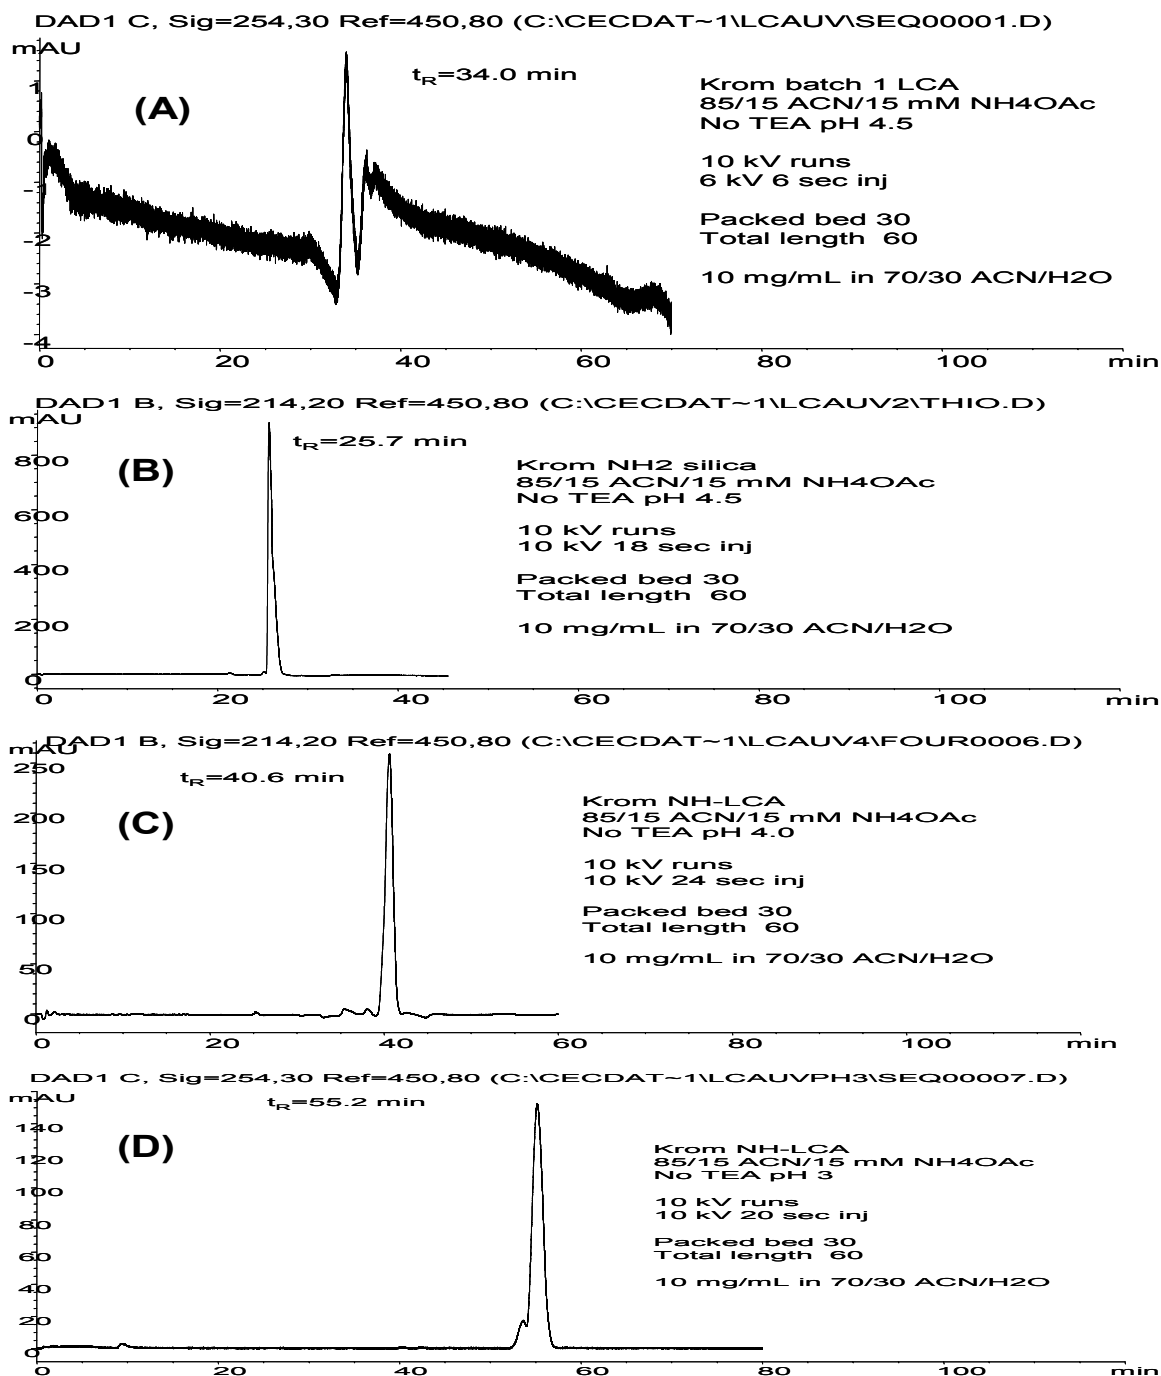 DAD1 C, Sig=254,30 Ref=450,80 (C:\CECDAT~1\LCAUV\SEQ00001.D)
mAU
tR=34.0 min
(A)
Krom batch 1 LCA
85/15 ACN/15 mM NH4OAc
No TEA pH 4.5
10 kV runs
6 kV 6 sec inj
Packed bed 30
Total length 60
10 mg/mL in 70/30 ACN/H2O
1
0
-1
-2
-3
-4
0 20 40 60 80 100 min
DAD1 B, Sig=214,20 Ref=450,80 (C:\CECDAT~1\LCAUV2\THIO.D)
mAU
tR=25.7 min
(B)
Krom NH2 silica
85/15 ACN/15 mM NH4OAc
No TEA pH 4.5
10 kV runs
10 kV 18 sec inj
Packed bed 30
Total length 60
10 mg/mL in 70/30 ACN/H2O
800
600
400
200
0
0 20 40 60 80 100 min
DAD1 B, Sig=214,20 Ref=450,80 (C:\CECDAT~1\LCAUV4\FOUR0006.D)
mAU
tR=40.6 min
(C)
Krom NH-LCA
85/15 ACN/15 mM NH4OAc
No TEA pH 4.0
10 kV runs
10 kV 24 sec inj
Packed bed 30
Total length 60
10 mg/mL in 70/30 ACN/H2O
250
200
150
100
50
0
0 20 40 60 80 100 min
DAD1 C, Sig=254,30 Ref=450,80 (C:\CECDAT~1\LCAUVPH3\SEQ00007.D)
mAU
tR=55.2 min
(D)
Krom NH-LCA
85/15 ACN/15 mM NH4OAc
No TEA pH 3
10 kV runs
10 kV 20 sec inj
Packed bed 30
Total length 60
10 mg/mL in 70/30 ACN/H2O
140
120
100
80
60
40
20
0
0 20 40 60 80 100 min